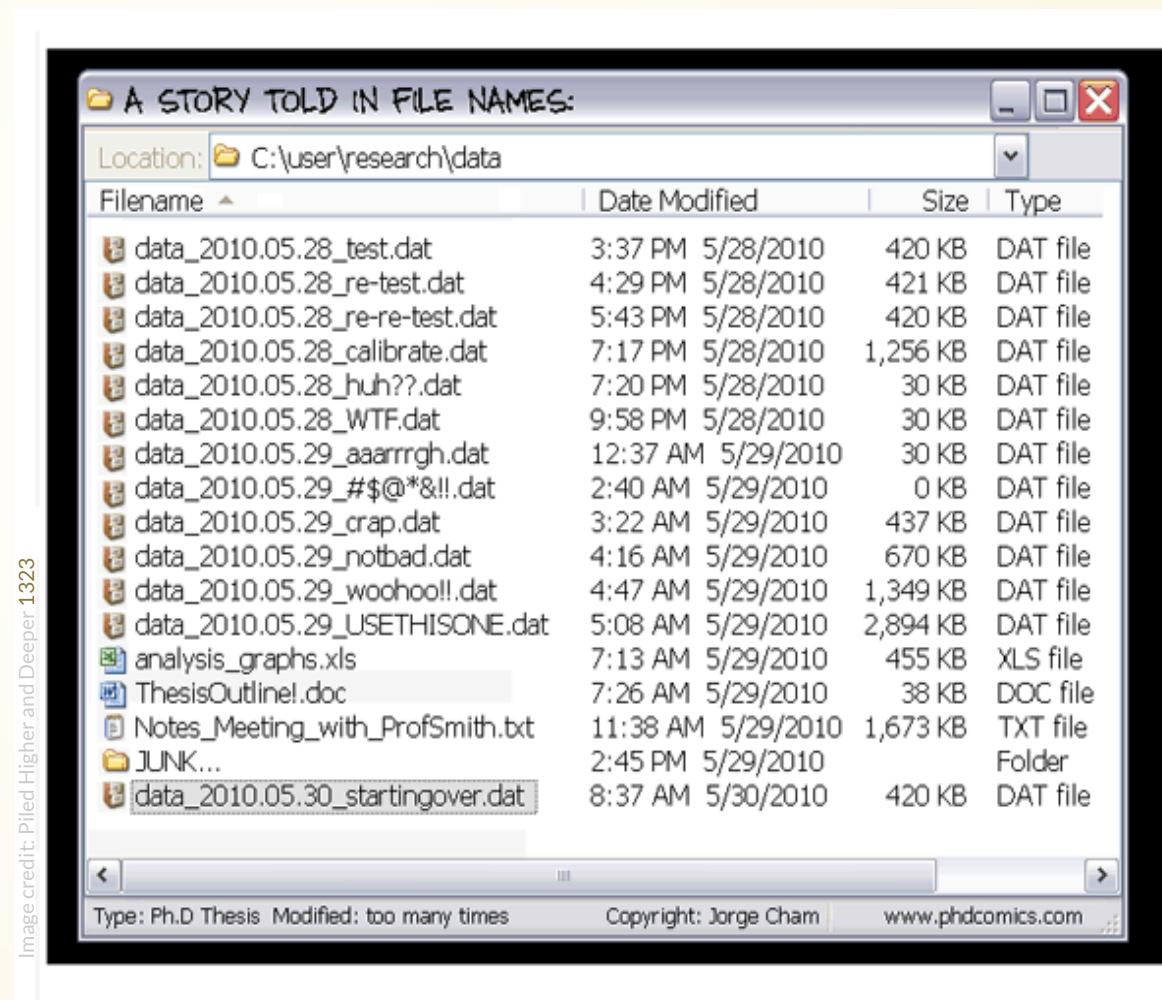 A STORY TOLD IN FILE NAMES:
Location: C:\user\research\data
Filename Date Modified Size Type
data_2010.05.28_test.dat 3:37 PM 5/28/2010 420 KB DAT file
data_2010.05.28_re-test.dat 4:29 PM 5/28/2010 421 KB DAT file
data_2010.05.28_re-re-test.dat 5:43 PM 5/28/2010 420 KB DAT file
data_2010.05.28_calibrate.dat 7:17 PM 5/28/2010 1,256 KB DAT file
data_2010.05.28_huh??.dat 7:20 PM 5/28/2010 30 KB DAT file
data_2010.05.28_WTF.dat 9:58 PM 5/28/2010 30 KB DAT file
data_2010.05.29_aaarrrgh.dat 12:37 AM 5/29/2010 30 KB DAT file
data_2010.05.29_#$@*&!!.dat 2:40 AM 5/29/2010 0 KB DAT file
data_2010.05.29_crap.dat 3:22 AM 5/29/2010 437 KB DAT file
data_2010.05.29_notbad.dat 4:16 AM 5/29/2010 670 KB DAT file
data_2010.05.29_woohoo!!.dat 4:47 AM 5/29/2010 1,349 KB DAT file
data_2010.05.29_USETHISONE.dat 5:08 AM 5/29/2010 2,894 KB DAT file
analysis_graphs.xls 7:13 AM 5/29/2010 455 KB XLS file
ThesisOutline!.doc 7:26 AM 5/29/2010 38 KB DOC file
Notes_Meeting_with_ProfSmith.txt 11:38 AM 5/29/2010 1,673 KB TXT file
JUNK... 2:45 PM 5/29/2010 Folder
data_2010.05.30_startingover.dat 8:37 AM 5/30/2010 420 KB DAT file
Type: Ph.D Thesis Modified: too many times Copyright: Jorge Cham www.phdcomics.com
Image credit: Piled Higher and Deeper 1323